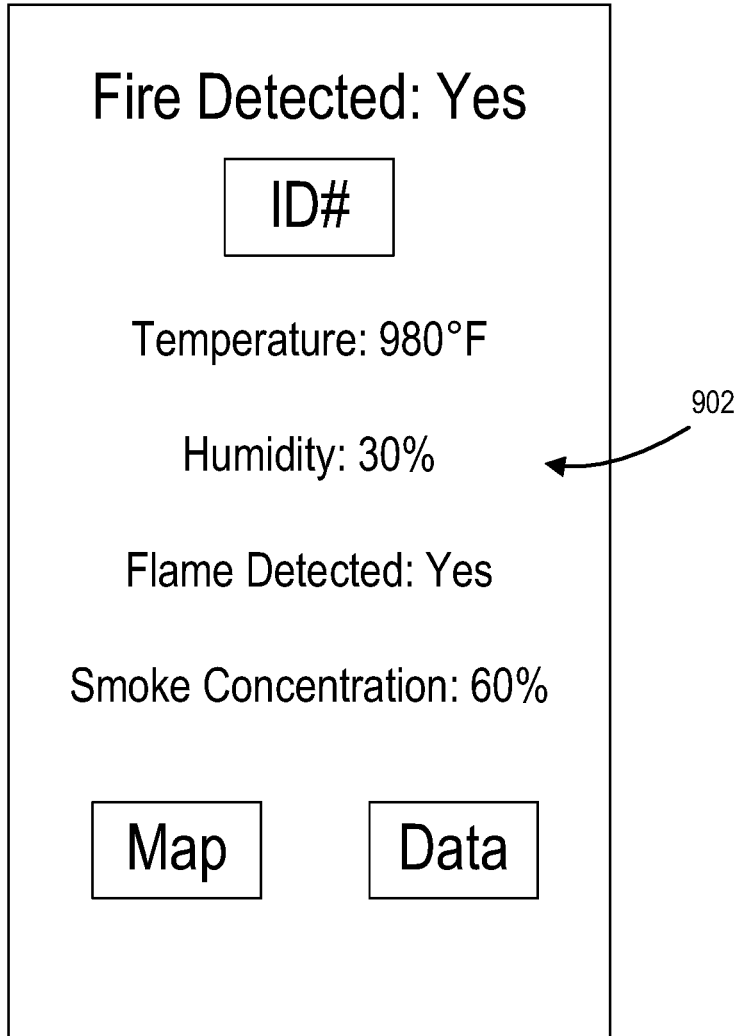 Fire Detected: Yes
ID#
Temperature: 980°F
902
Humidity: 30%
Flame Detected: Yes
Smoke Concentration: 60%
Map
Data